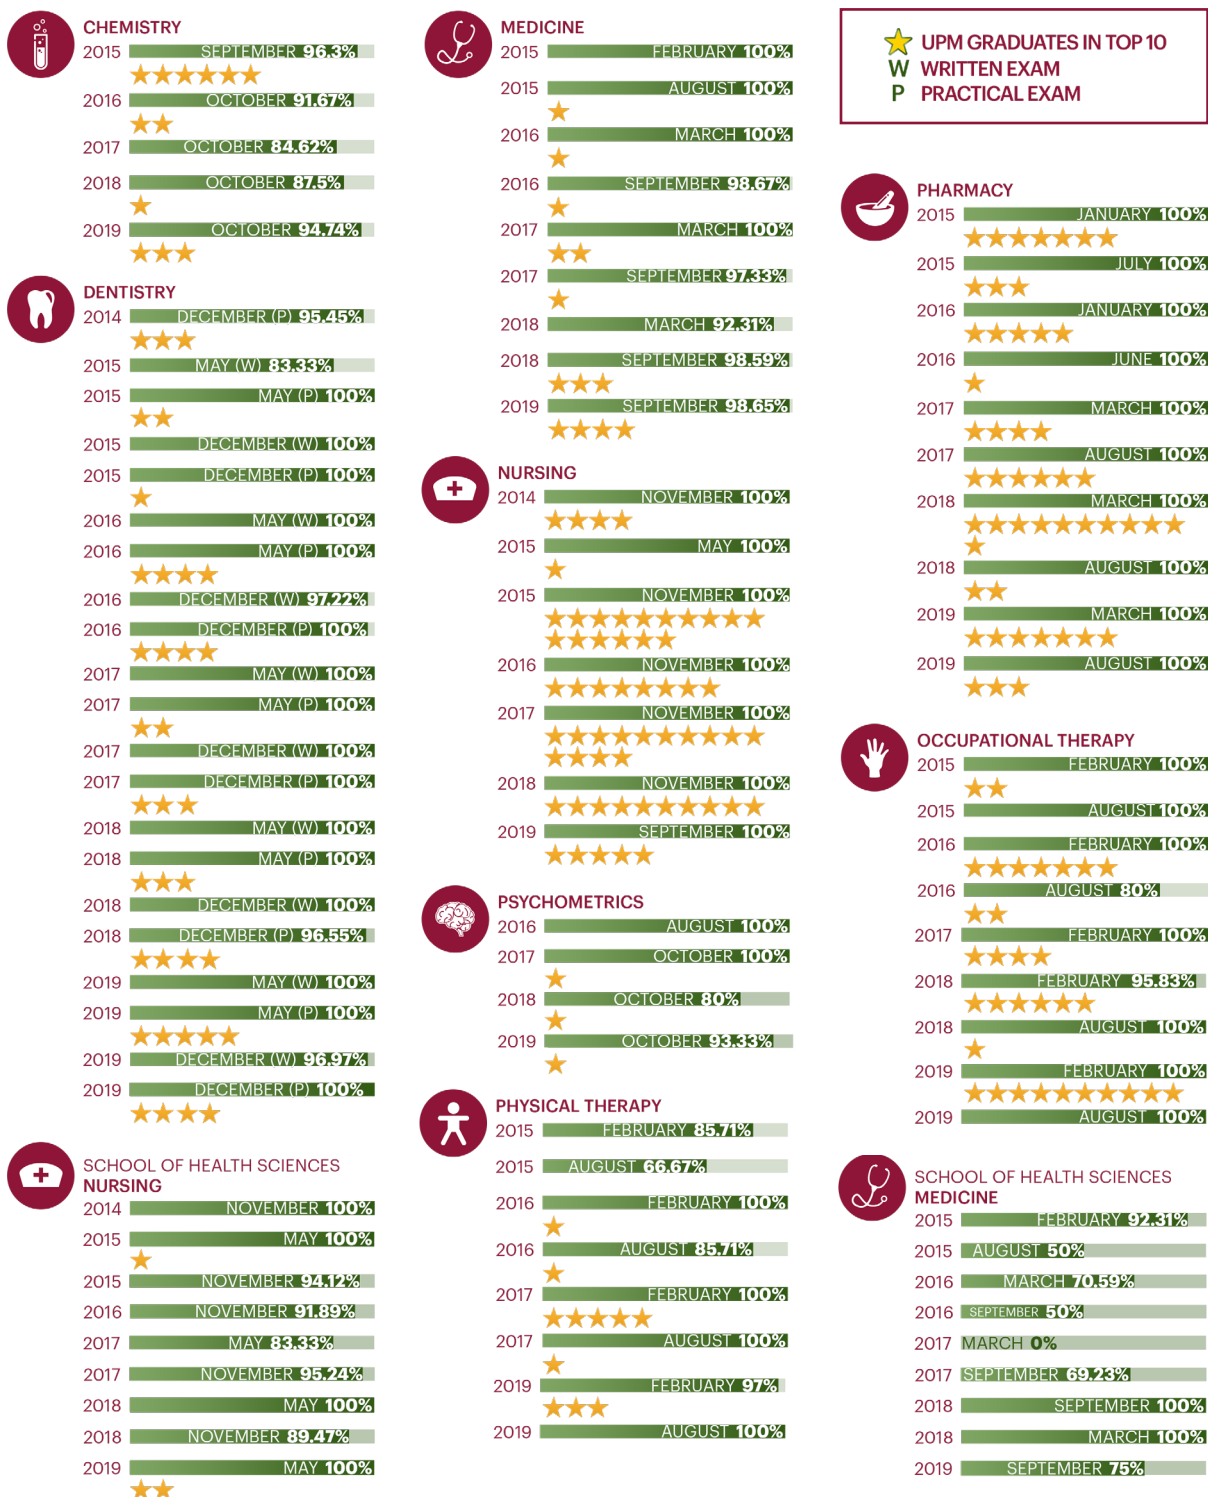 CHEMISTRY
2015 SEPTEMBER 96.3%
2016 OCTOBER 91.67%
2017 OCTOBER 84.62%
2018 OCTOBER 87.5%
2019 OCTOBER 94.74%
DENTISTRY
2014 DECEMBER (P) 95.45%
2015 MAY (W) 83.33%
2015 MAY (P) 100%
2015 DECEMBER (W) 100%
2015 DECEMBER (P) 100%
2016 MAY (W) 100%
2016 MAY (P) 100%
2016 DECEMBER (W) 97.22%
2016 DECEMBER (P) 100%
2017 MAY (W) 100%
2017 MAY (P) 100%
2017 DECEMBER (W) 100%
2017 DECEMBER (P) 100%
2018 MAY (W) 100%
2018 MAY (P) 100%
2018 DECEMBER (W) 100%
2018 DECEMBER (P) 96.55%
2019 MAY (W) 100%
2019 MAY (P) 100%
2019 DECEMBER (W) 96.97%
2019 DECEMBER (P) 100%
SCHOOL OF HEALTH SCIENCES
NURSING
2014 NOVEMBER 100%
2015 MAY 100%
2015 NOVEMBER 94.12%
2016 NOVEMBER 91.89%
2017 MAY 83.33%
2017 NOVEMBER 95.24%
2018 MAY 100%
2018 NOVEMBER 89.47%
2019 MAY 100%
MEDICINE
2015 FEBRUARY 100%
2015 AUGUST 100%
2016 MARCH 100%
2016 SEPTEMBER 98.67%
2017 MARCH 100%
2017 SEPTEMBER 97.33%
2018 MARCH 92.31%
2018 SEPTEMBER 98.59%
2019 SEPTEMBER 98.65%
NURSING
2014 NOVEMBER 100%
2015 MAY 100%
2015 NOVEMBER 100%
2016 NOVEMBER 100%
2017 NOVEMBER 100%
2018 NOVEMBER 100%
2019 SEPTEMBER 100%
PSYCHOMETRICS
2016 AUGUST 100%
2017 OCTOBER 100%
2018 OCTOBER 80%
2019 OCTOBER 93.33%
PHYSICAL THERAPY
2015 FEBRUARY 85.71%
2015 AUGUST 66.67%
2016 FEBRUARY 100%
2016 AUGUST 85.71%
2017 FEBRUARY 100%
2017 AUGUST 100%
2019 FEBRUARY 97%
2019 AUGUST 100%
UPM GRADUATES IN TOP 10
W WRITTEN EXAM
P PRACTICAL EXAM
PHARMACY
2015 JANUARY 100%
2015 JULY 100%
2016 JANUARY 100%
2016 JUNE 100%
2017 MARCH 100%
2017 AUGUST 100%
2018 MARCH 100%
2018 AUGUST 100%
2019 MARCH 100%
2019 AUGUST 100%
OCCUPATIONAL THERAPY
2015 FEBRUARY 100%
2015 AUGUST 100%
2016 FEBRUARY 100%
2016 AUGUST 80%
2017 FEBRUARY 100%
2018 FEBRUARY 95.83%
2018 AUGUST 100%
2019 FEBRUARY 100%
2019 AUGUST 100%
SCHOOL OF HEALTH SCIENCES
MEDICINE
2015 FEBRUARY 92.31%
2015 AUGUST 50%
2016 MARCH 70.59%
2016 SEPTEMBER 50%
2017 MARCH 0%
2017 SEPTEMBER 69.23%
2018 SEPTEMBER 100%
2018 MARCH 100%
2019 SEPTEMBER 75%